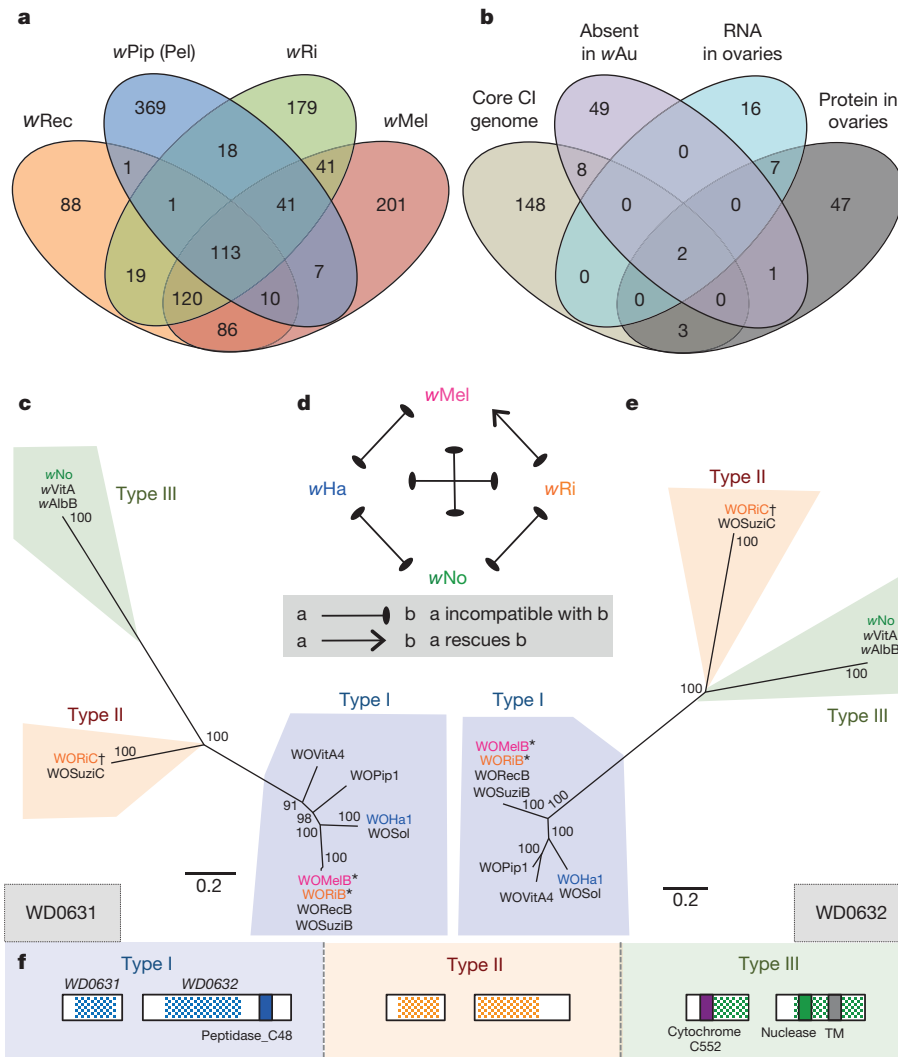 a
wPip (Pel)
wRi
wRec
wMel
369
179
18
41
1
88
1
41
201
113
19
120
10
7
86
b
Absent
in wAu
RNA
in ovaries
Core CI
genome
Protein in
ovaries
49
16
0
8
7
148
0
0
47
2
0
0
0
1
3
c
wNo
wVitA
wAlbB
100
Type III
Type II
WORiC†
WOSuziC
100
100
Type I
WOVitA4
WOPip1
91
98
100
100
WOHa1
WOSol
100
WOMelB*
WORiB*
WORecB
WOSuziB
0.2
WD0631
d
wMel
wHa
wRi
wNo
a b a incompatible with b
a b a rescues b
e
Type II
WORiC†
WOSuziC
100
wNo
wVitA
wAlbB
100
100
Type III
Type I
WOMelB*
WORiB*
WORecB
WOSuziB
100
100
100
100
WOPip1
WOVitA4
WOHa1
WOSol
0.2
WD0632
f
Type I
WD0631
WD0632
Peptidase_C48
Type II
Type III
Cytochrome
C552
Nuclease
TM